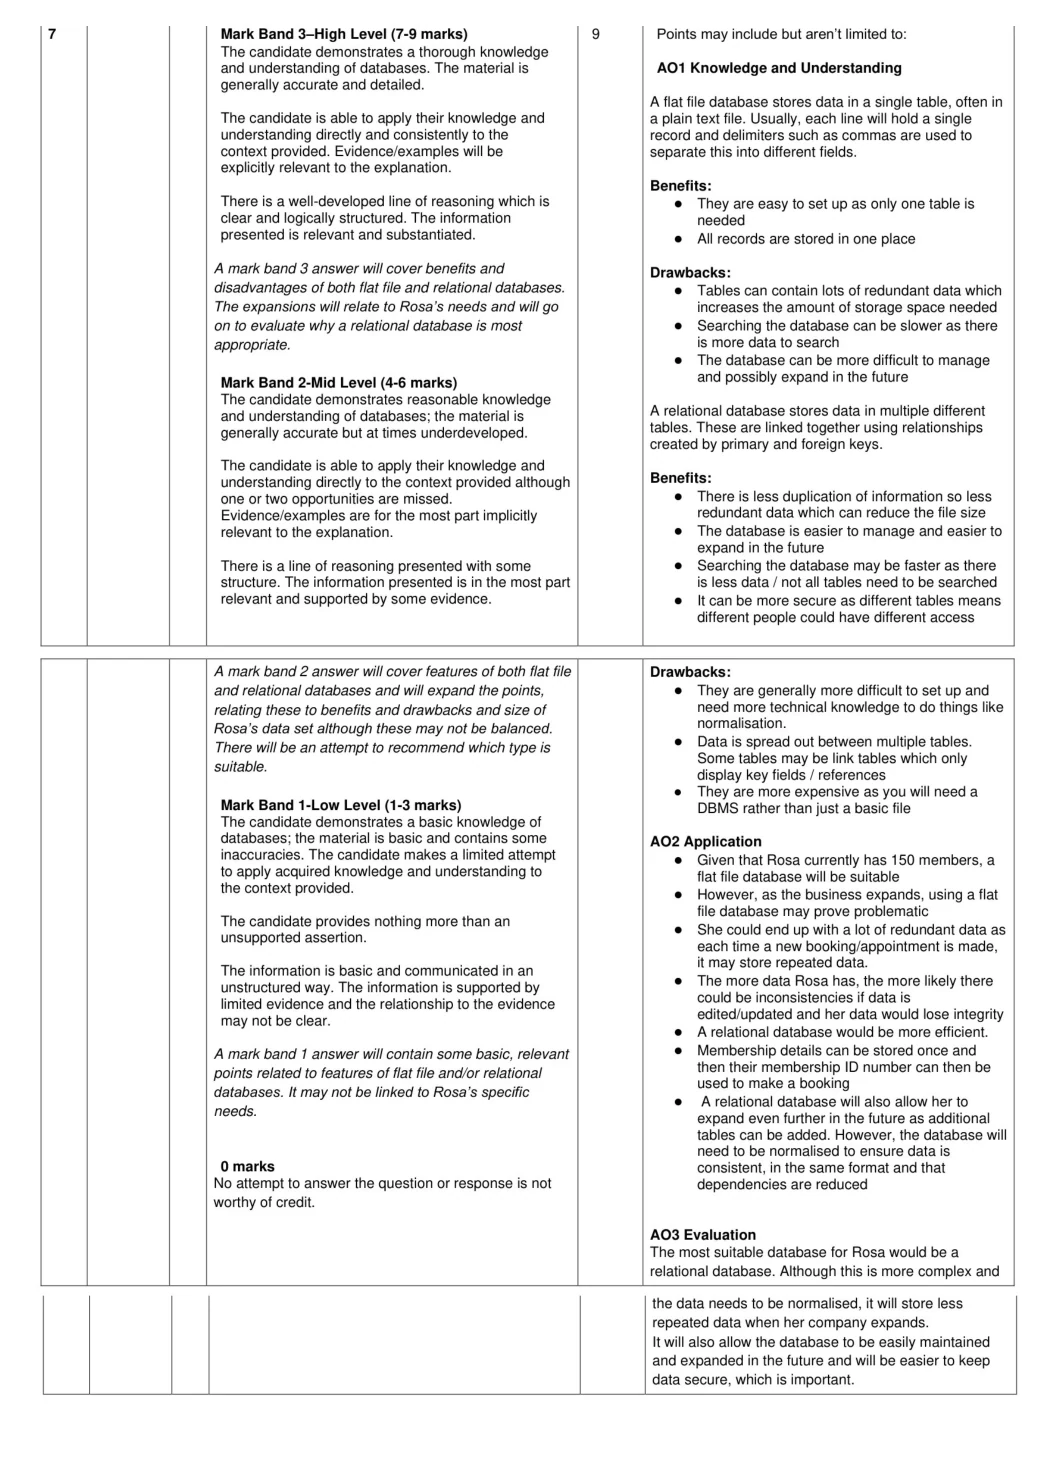 7
Mark Band 3–High Level (7-9 marks)
The candidate demonstrates a thorough knowledge
and understanding of databases. The material is
generally accurate and detailed.
The candidate is able to apply their knowledge and
understanding directly and consistently to the
context provided. Evidence/examples will be
explicitly relevant to the explanation.
There is a well-developed line of reasoning which is
clear and logically structured. The information
presented is relevant and substantiated.
A mark band 3 answer will cover benefits and
disadvantages of both flat file and relational databases.
The expansions will relate to Rosa's needs and will go
on to evaluate why a relational database is most
appropriate.
Mark Band 2-Mid Level (4-6 marks)
The candidate demonstrates reasonable knowledge
and understanding of databases; the material is
generally accurate but at times underdeveloped.
The candidate is able to apply their knowledge and
understanding directly to the context provided although
one or two opportunities are missed.
Evidence/examples are for the most part implicitly
relevant to the explanation.
There is a line of reasoning presented with some
structure. The information presented is in the most part
relevant and supported by some evidence.
9
Points may include but aren't limited to:
AO1 Knowledge and Understanding
A flat file database stores data in a single table, often in
a plain text file. Usually, each line will hold a single
record and delimiters such as commas are used to
separate this into different fields.
Benefits:
● They are easy to set up as only one table is
needed
● All records are stored in one place
Drawbacks:
● Tables can contain lots of redundant data which
increases the amount of storage space needed
● Searching the database can be slower as there
is more data to search
● The database can be more difficult to manage
and possibly expand in the future
A relational database stores data in multiple different
tables. These are linked together using relationships
created by primary and foreign keys.
Benefits:
● There is less duplication of information so less
redundant data which can reduce the file size
● The database is easier to manage and easier to
expand in the future
● Searching the database may be faster as there
is less data / not all tables need to be searched
● It can be more secure as different tables means
different people could have different access
A mark band 2 answer will cover features of both flat file
and relational databases and will expand the points,
relating these to benefits and drawbacks and size of
Rosa's data set although these may not be balanced.
There will be an attempt to recommend which type is
suitable.
Mark Band 1-Low Level (1-3 marks)
The candidate demonstrates a basic knowledge of
databases; the material is basic and contains some
inaccuracies. The candidate makes a limited attempt
to apply acquired knowledge and understanding to
the context provided.
The candidate provides nothing more than an
unsupported assertion.
The information is basic and communicated in an
unstructured way. The information is supported by
limited evidence and the relationship to the evidence
may not be clear.
A mark band 1 answer will contain some basic, relevant
points related to features of flat file and/or relational
databases. It may not be linked to Rosa's specific
needs.
0 marks
No attempt to answer the question or response is not
worthy of credit.
Drawbacks:
● They are generally more difficult to set up and
need more technical knowledge to do things like
normalisation.
● Data is spread out between multiple tables.
Some tables may be link tables which only
display key fields / references
● They are more expensive as you will need a
DBMS rather than just a basic file
AO2 Application
● Given that Rosa currently has 150 members, a
flat file database will be suitable
● However, as the business expands, using a flat
file database may prove problematic
● She could end up with a lot of redundant data as
each time a new booking/appointment is made,
it may store repeated data.
● The more data Rosa has, the more likely there
could be inconsistencies if data is
edited/updated and her data would lose integrity
● A relational database would be more efficient.
● Membership details can be stored once and
then their membership ID number can then be
used to make a booking
● A relational database will also allow her to
expand even further in the future as additional
tables can be added. However, the database will
need to be normalised to ensure data is
consistent, in the same format and that
dependencies are reduced
AO3 Evaluation
The most suitable database for Rosa would be a
relational database. Although this is more complex and
the data needs to be normalised, it will store less
repeated data when her company expands.
It will also allow the database to be easily maintained
and expanded in the future and will be easier to keep
data secure, which is important.